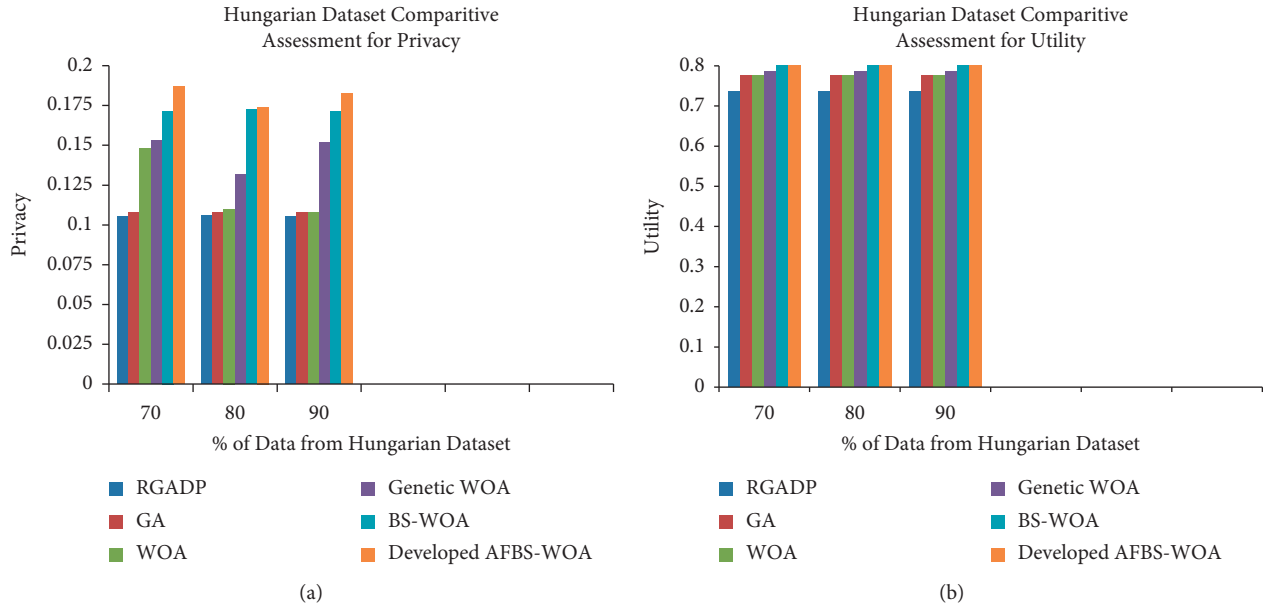 Hungarian Dataset Comparitive
Assessment for Privacy
0.2
0.175
0.15
0.125
0.1
0.075
0.05
0.025
0
Privacy
70 80 90
% of Data from Hungarian Dataset
RGADP
GA
WOA
Genetic WOA
BS-WOA
Developed AFBS-WOA
(a)
Hungarian Dataset Comparitive
Assessment for Utility
0.8
0.7
0.6
0.5
0.4
0.3
0.2
0.1
0
Utility
70 80 90
% of Data from Hungarian Dataset
RGADP
GA
WOA
Genetic WOA
BS-WOA
Developed AFBS-WOA
(b)